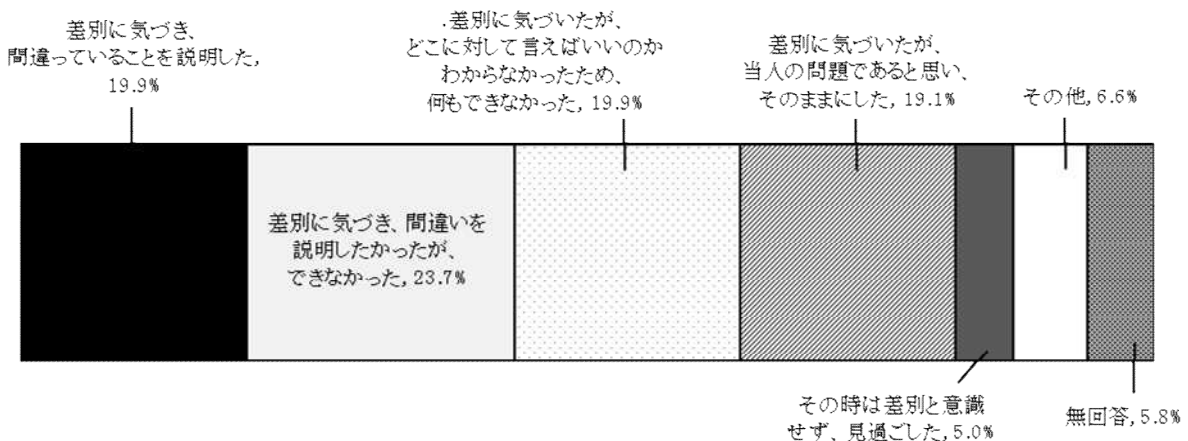 差別に気づき、
間違っていることを説明した,
19.9%
差別に気づき、間違いを
説明したかったが、
できなかった, 23.7%
.差別に気づいたが、
どこに対して言えばいいのか
わからなかったため、
何もできなかった, 19.9%
差別に気づいたが、
当人の問題であると思い、
そのままにした, 19.1%
その時は差別と意識
せず、見過ごした, 5.0%
その他, 6.6%
無回答, 5.8%